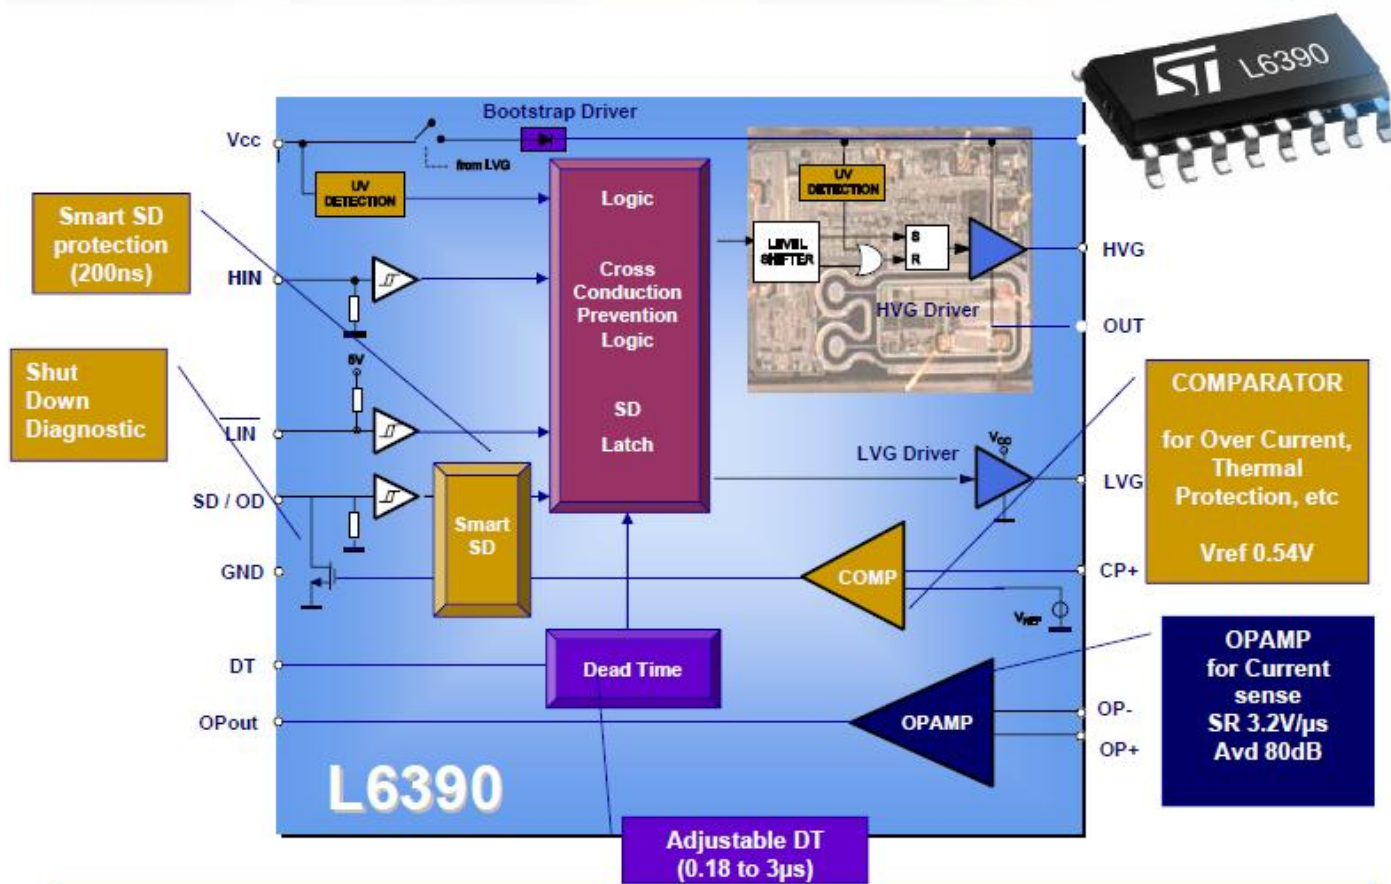 ST L6390
Bootstrap Driver
Vcc
from LVG
UV
DETECTION
UV
DETECTION
Smart SD
protection
(200ns)
Logic
Cross
Conduction
Prevention
Logic
SD
Latch
LEVEL
SHIFTER
S
R
HVG
HIN
HVG Driver
OUT
5V
Shut
Down
Diagnostic
LIN
COMPARATOR
for Over Current,
Thermal
Protection, etc
Vref 0.54V
LVG Driver
VCC
LVG
SD / OD
Smart
SD
GND
COMP
CP+
VREF
DT
Dead Time
OPAMP
for Current
sense
SR 3.2V/µs
Avd 80dB
OPout
OPAMP
OP-
OP+
L6390
Adjustable DT
(0.18 to 3µs)